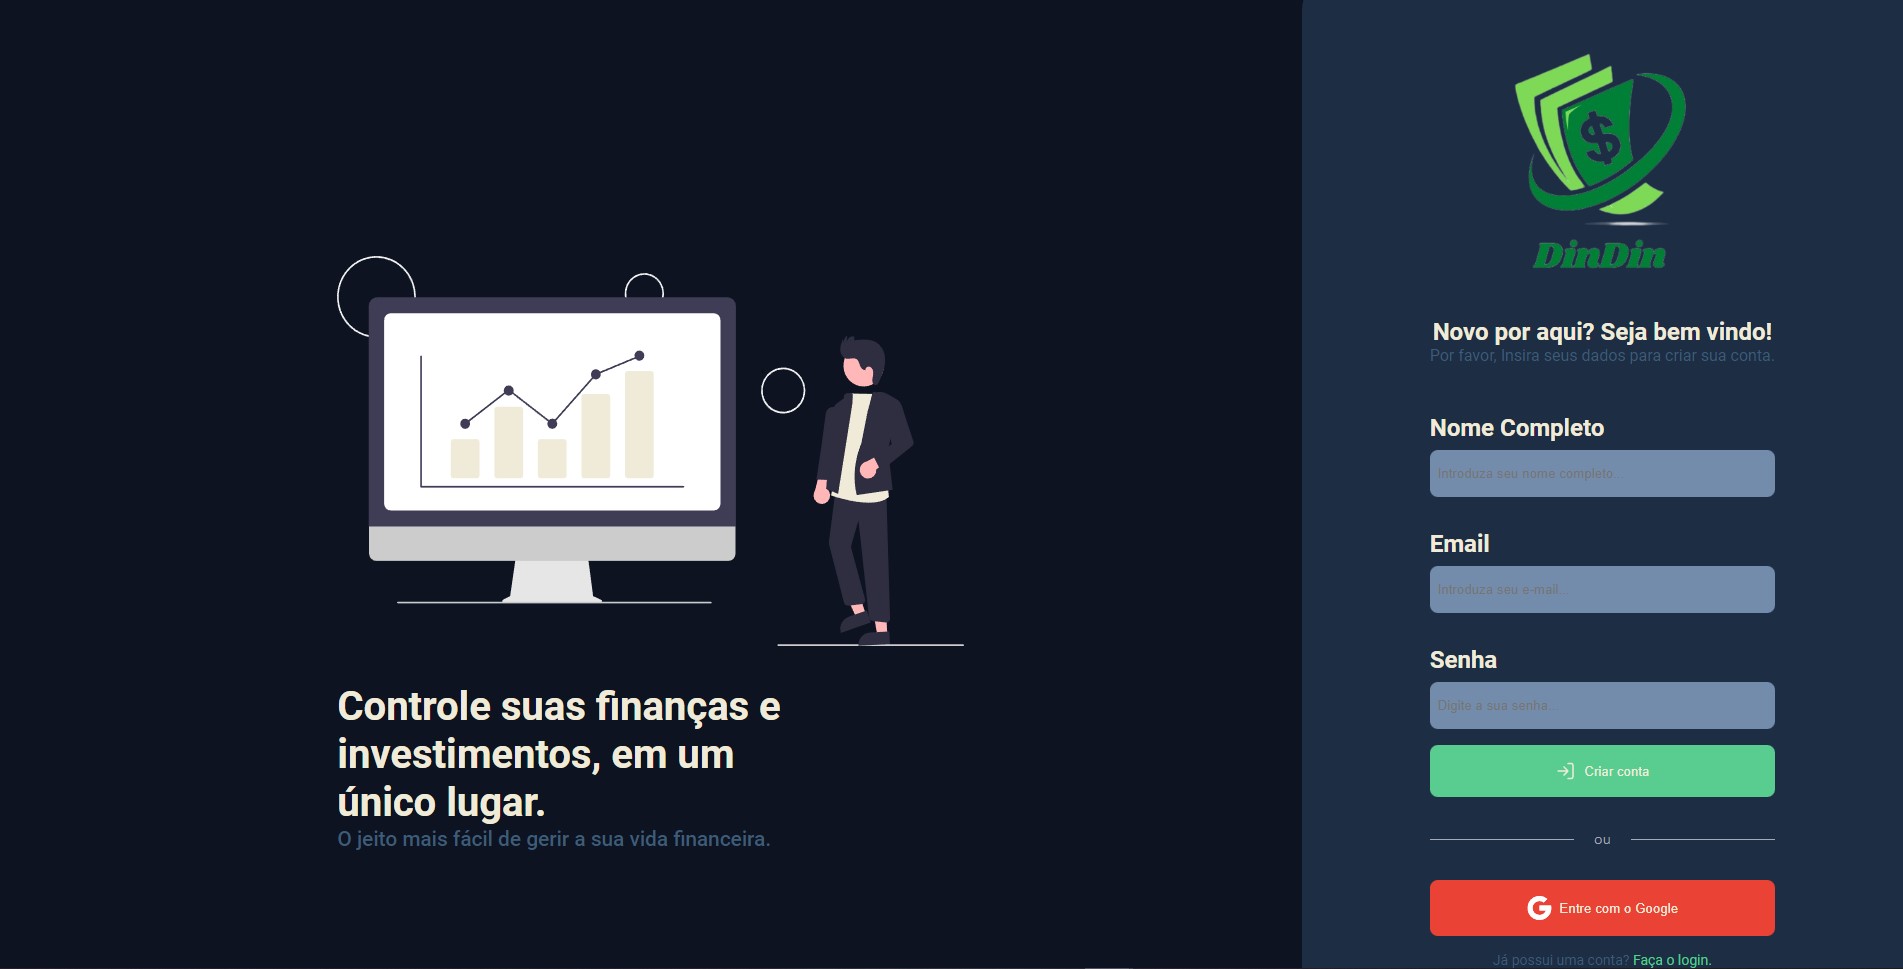 Controle suas finanças e
investimentos, em um
único lugar.
O jeito mais fácil de gerir a sua vida financeira.
$
DinDin
Novo por aqui? Seja bem vindo!
Por favor, Insira seus dados para criar sua conta.
Nome Completo
Introduza seu nome completo...
Email
Introduza seu e-mail...
Senha
Digite a sua senha...
Criar conta
ou
G Entre com o Google
Já possui uma conta? Faça o login.